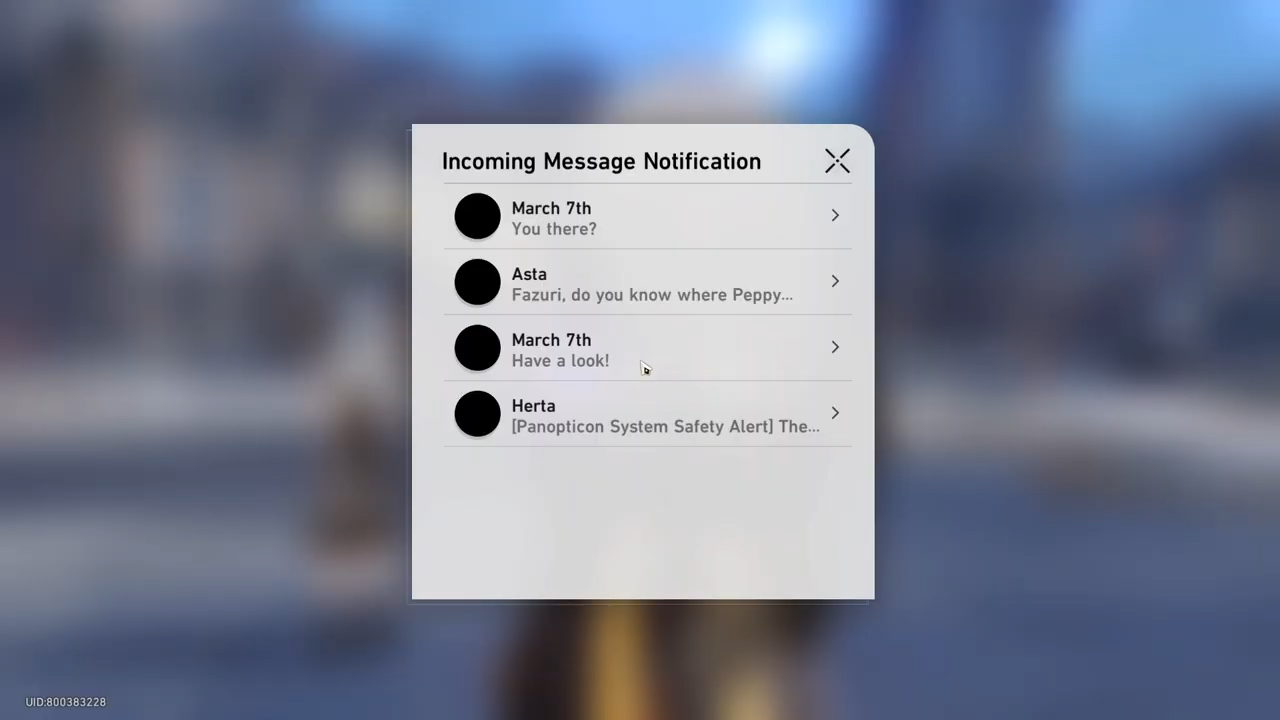 Incoming Message Notification
March 7th
You there?
Asta
Fazuri, do you know where Peppy...
March 7th
Have a look!
Herta
[Panopticon System Safety Alert] The...
UID:800383228